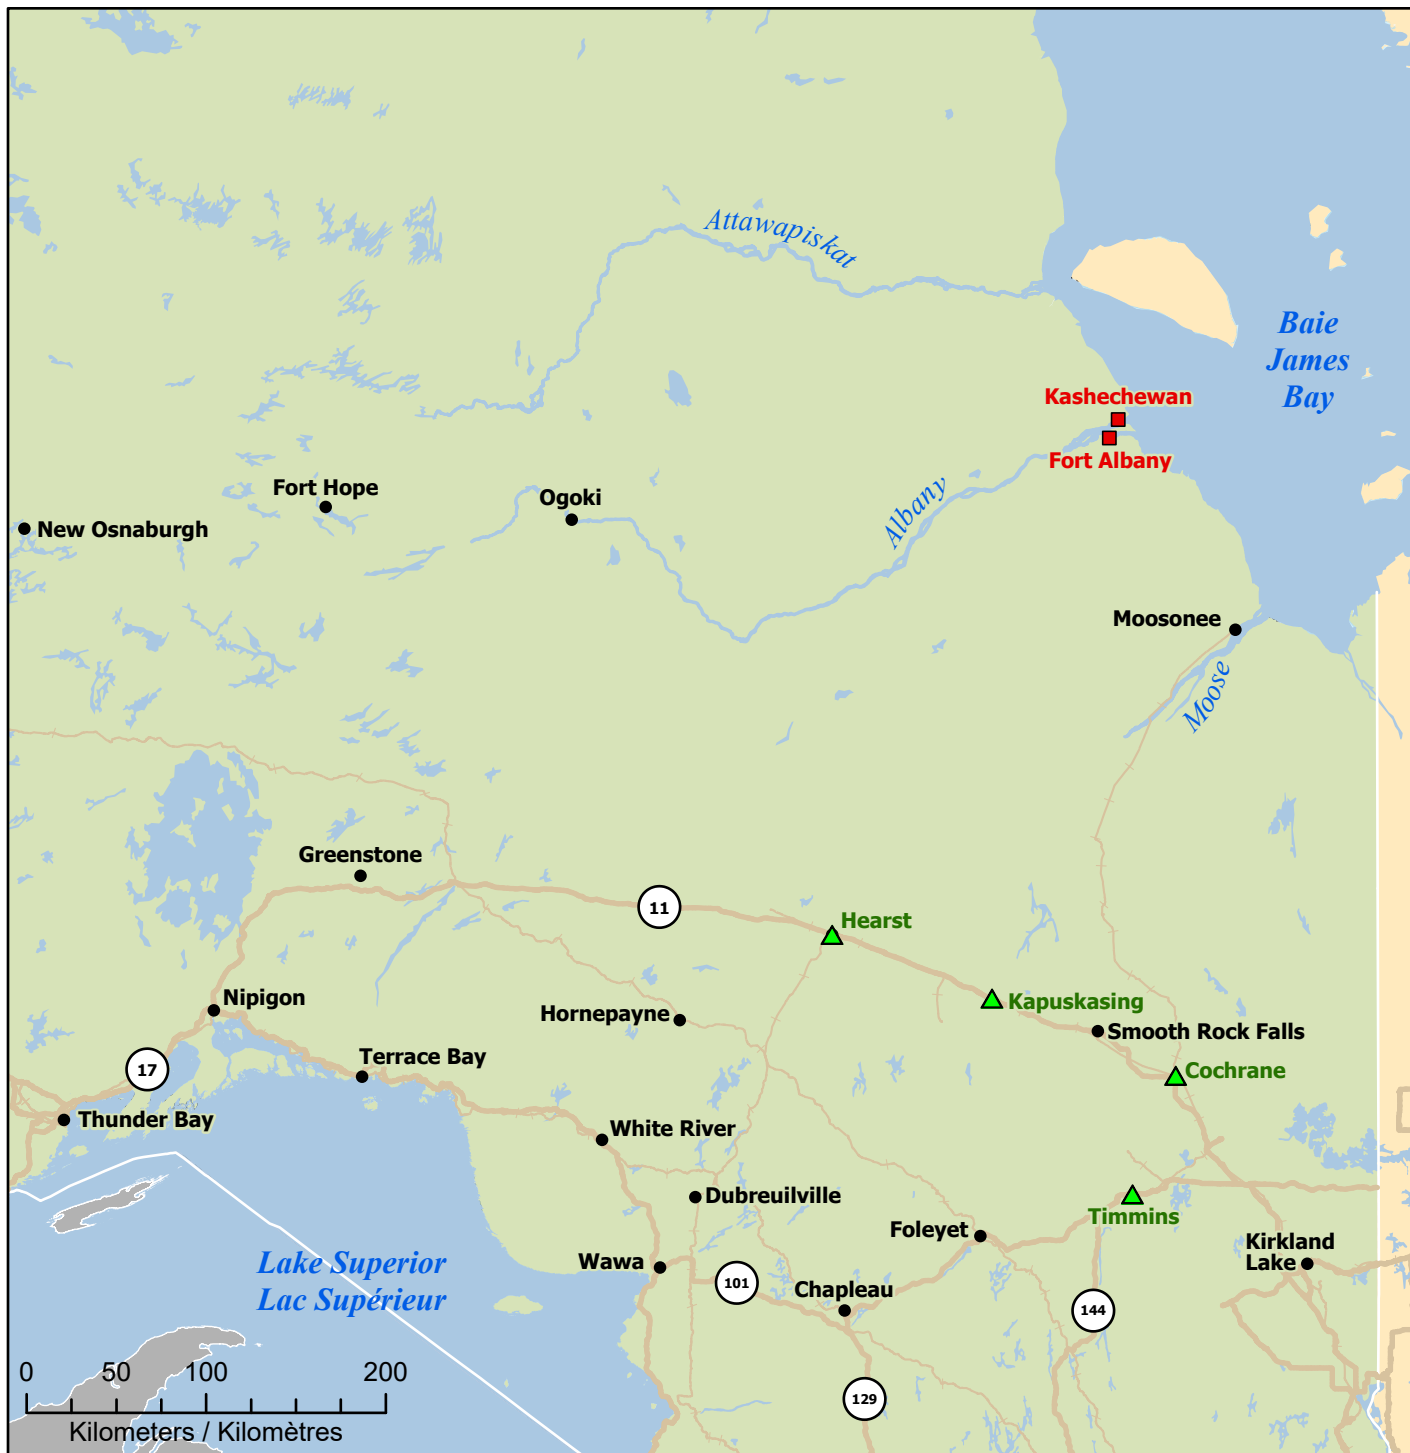 Attawapiskat
Baie
James
Bay
Kashechewan
Fort Albany
Fort Hope
Ogoki
Albany
New Osnaburgh
Moosonee
Moose
Greenstone
11
Hearst
Nipigon
Kapuskasing
Hornepayne
Smooth Rock Falls
Terrace Bay
17
Cochrane
Thunder Bay
White River
Dubreuilville
Timmins
Foleyet
Kirkland
Lake
Lake Superior
Lac Supérieur
Wawa
101
Chapleau
144
0 50 100 200
129
Kilometers / Kilomètres